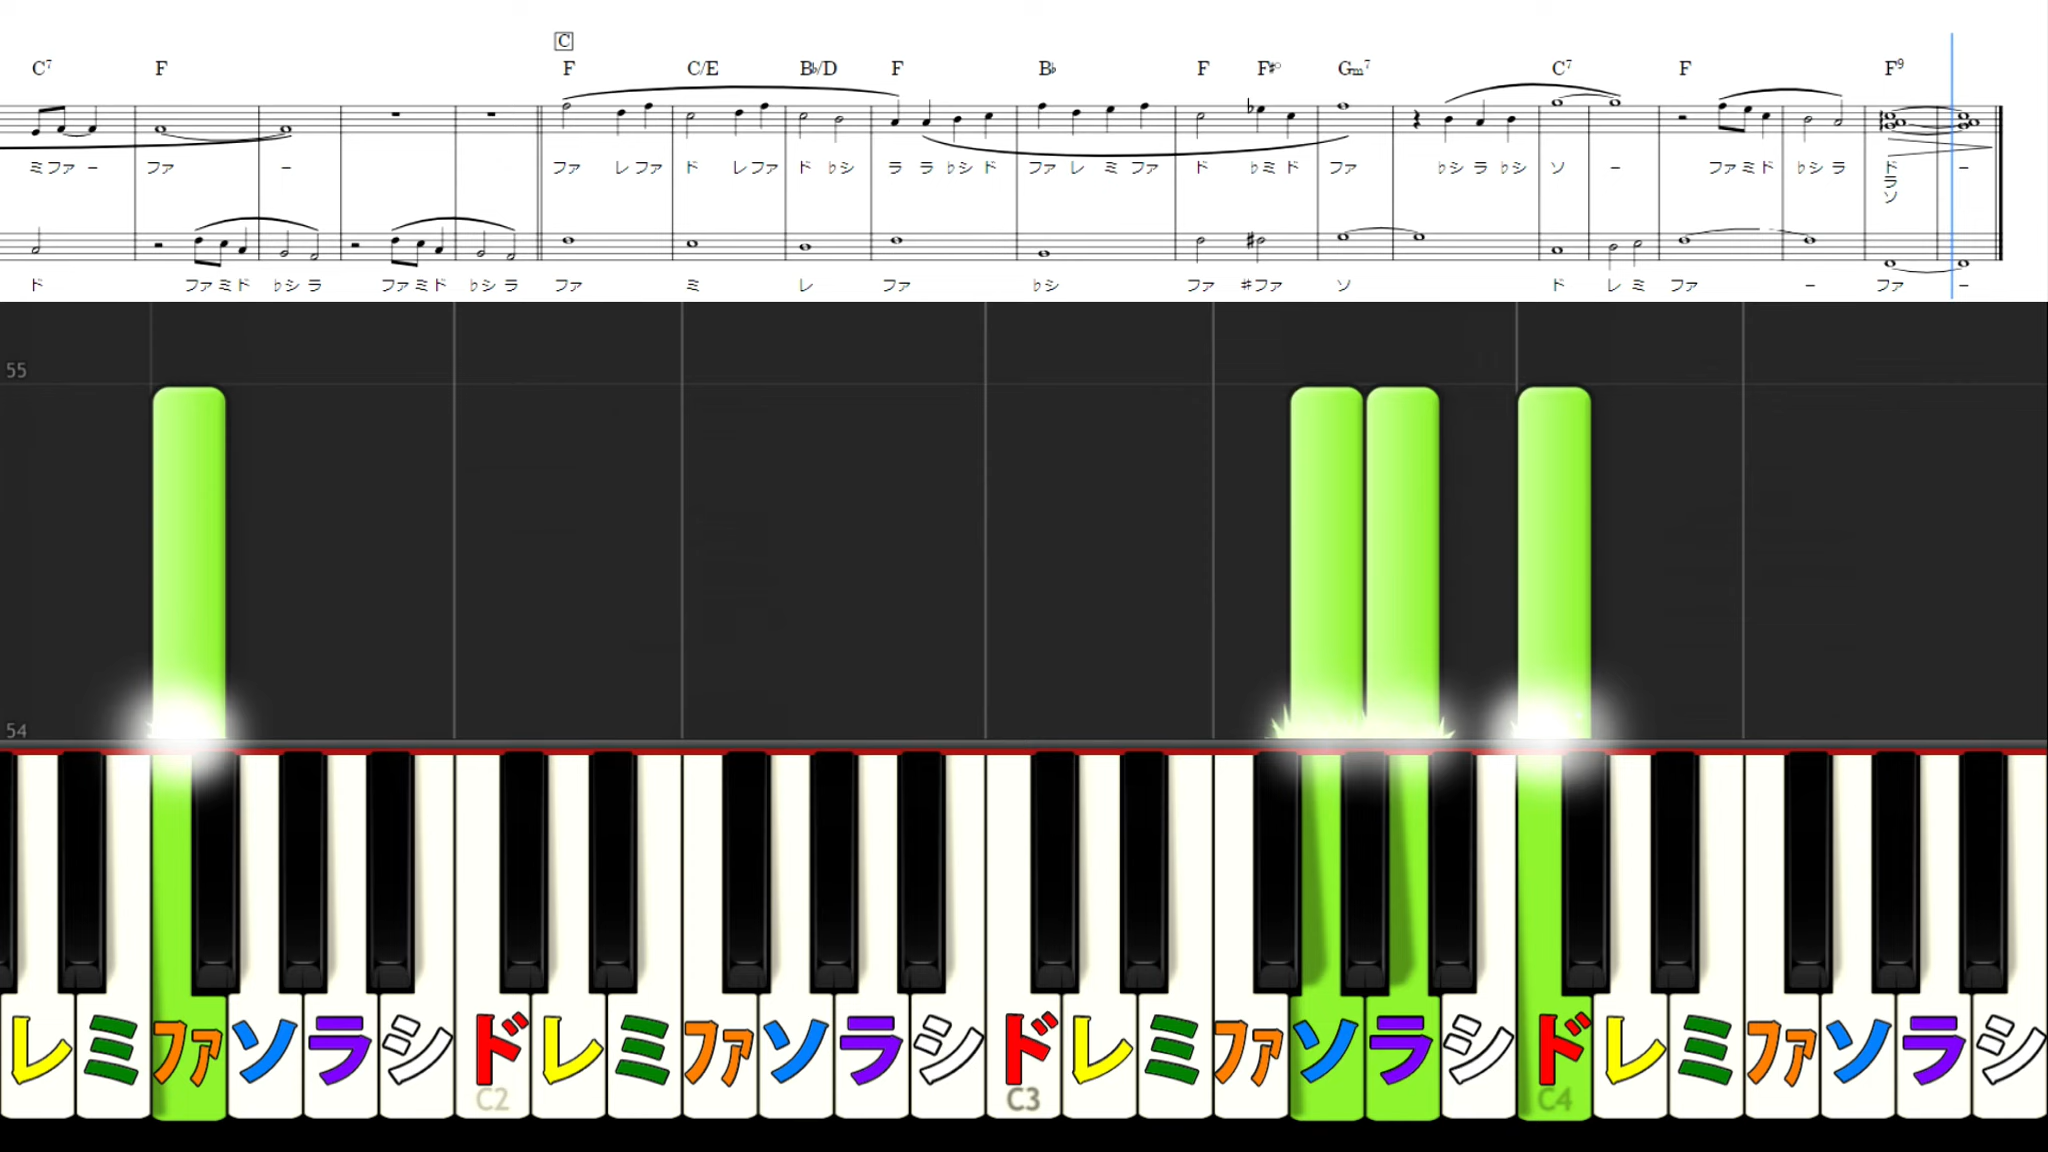 C
C7 F F C/E B♭/D F B♭ F F♯○ Gm7 C7 F F9
ミファ - ファ - ファ レファ ド レファ ド ♭シ ラ ラ ♭シ ド ファ レ ミ ファ ド ♭ミ ド ファ ♭シ ラ ♭シ ソ - ファミド ♭シ ラ ド -
ラ
ソ
ド ファミド ♭シ ラ ファミド ♭シ ラ ファ ミ レ ファ ♭シ ファ ♯ファ ソ ド レ ミ ファ - ファ -
55
54
レ ミ ファ ソ ラ シ ド レ ミ ファ ソ ラ シ ド レ ミ ファ ソ ラ シ ド レ ミ ファ ソ ラ シ
C2 C3 C4